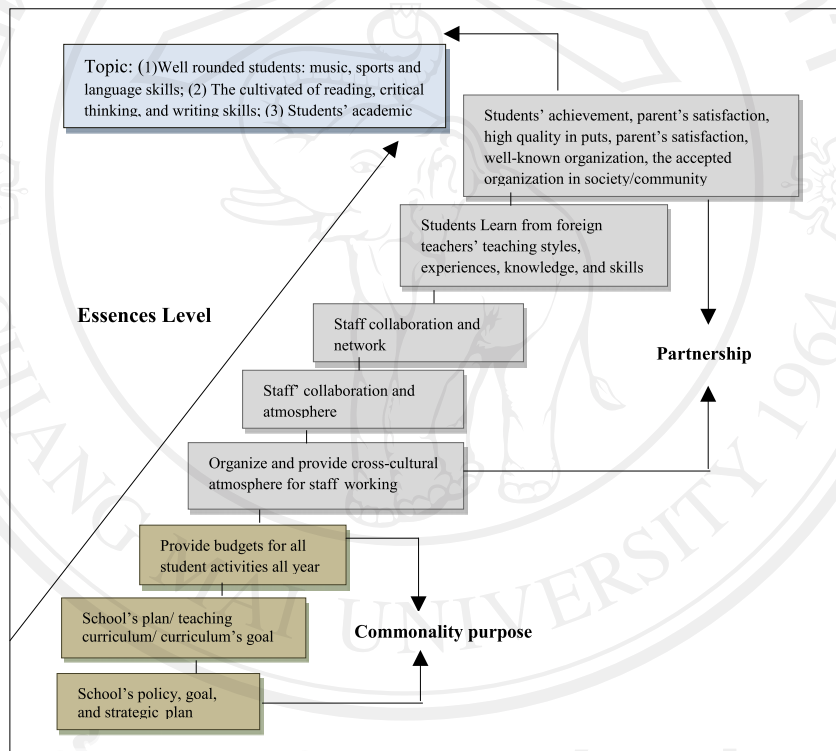 Topic: (1)Well rounded students: music, sports and
language skills; (2) The cultivated of reading, critical
thinking, and writing skills; (3) Students' academic
Students' achievement, parent's satisfaction,
high quality in puts, parent's satisfaction,
well-known organization, the accepted
organization in society/community
Students Learn from foreign
teachers' teaching styles,
experiences, knowledge, and skills
Essences Level
Staff collaboration and
network
Partnership
Staff' collaboration and
atmosphere
Organize and provide cross-cultural
atmosphere for staff working
Provide budgets for all
student activities all year
School's plan/ teaching
curriculum/ curriculum's goal
Commonality purpose
School's policy, goal,
and strategic plan
CHIANG MAI UNIVERSITY 1964